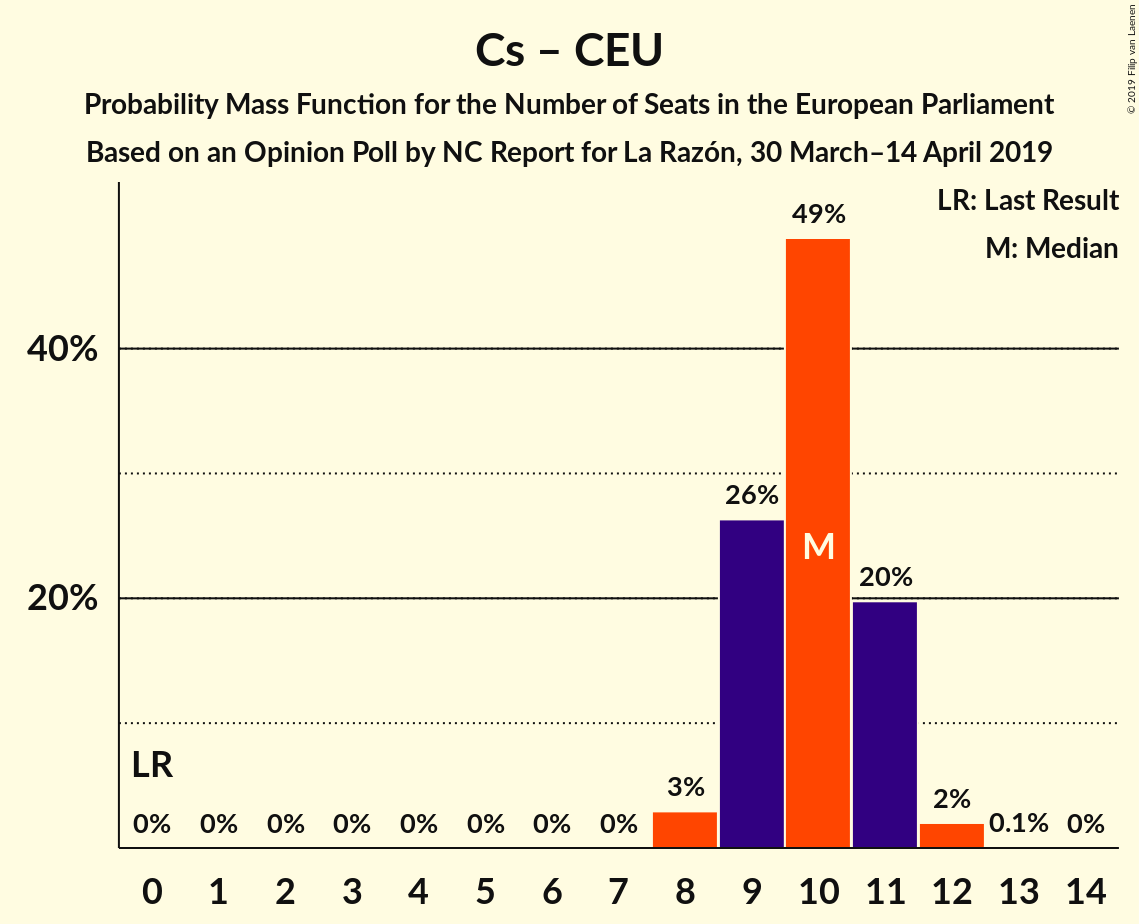 Cs – CEU
Probability Mass Function for the Number of Seats in the European Parliament
Based on an Opinion Poll by NC Report for La Razón, 30 March–14 April 2019
© 2019 Filip van Laenen
LR: Last Result
M: Median
49%
40%
26%
M
20%
20%
LR
3%
2%
0% 0% 0% 0% 0% 0% 0% 0% 0.1% 0%
0 1 2 3 4 5 6 7 8 9 10 11 12 13 14